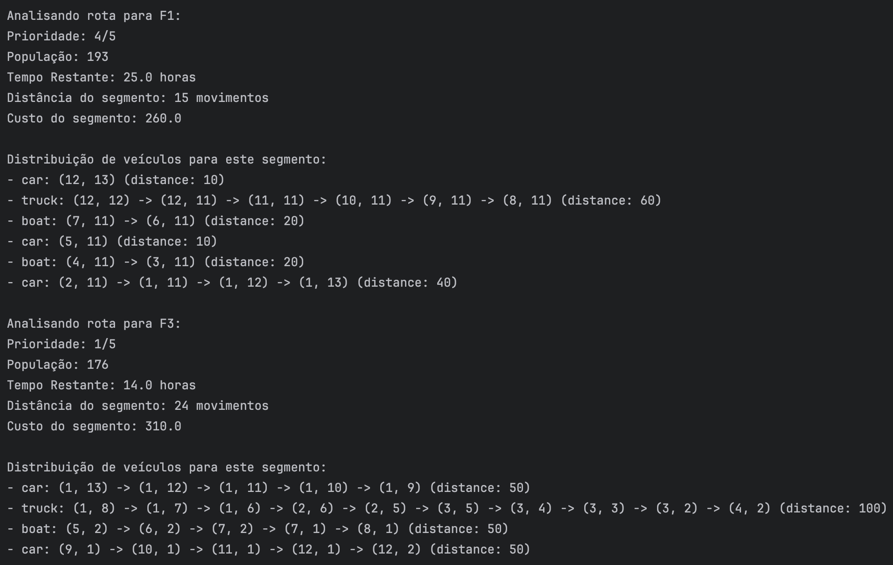 Analisando rota para F1:
Prioridade: 4/5
População: 193
Tempo Restante: 25.0 horas
Distância do segmento: 15 movimentos
Custo do segmento: 260.0

Distribuição de veículos para este segmento:
- car: (12, 13) (distance: 10)
- truck: (12, 12) -> (12, 11) -> (11, 11) -> (10, 11) -> (9, 11) -> (8, 11) (distance: 60)
- boat: (7, 11) -> (6, 11) (distance: 20)
- car: (5, 11) (distance: 10)
- boat: (4, 11) -> (3, 11) (distance: 20)
- car: (2, 11) -> (1, 11) -> (1, 12) -> (1, 13) (distance: 40)

Analisando rota para F3:
Prioridade: 1/5
População: 176
Tempo Restante: 14.0 horas
Distância do segmento: 24 movimentos
Custo do segmento: 310.0

Distribuição de veículos para este segmento:
- car: (1, 13) -> (1, 12) -> (1, 11) -> (1, 10) -> (1, 9) (distance: 50)
- truck: (1, 8) -> (1, 7) -> (1, 6) -> (2, 6) -> (2, 5) -> (3, 5) -> (3, 4) -> (3, 3) -> (3, 2) -> (4, 2) (distance: 100)
- boat: (5, 2) -> (6, 2) -> (7, 2) -> (7, 1) -> (8, 1) (distance: 50)
- car: (9, 1) -> (10, 1) -> (11, 1) -> (12, 1) -> (12, 2) (distance: 50)